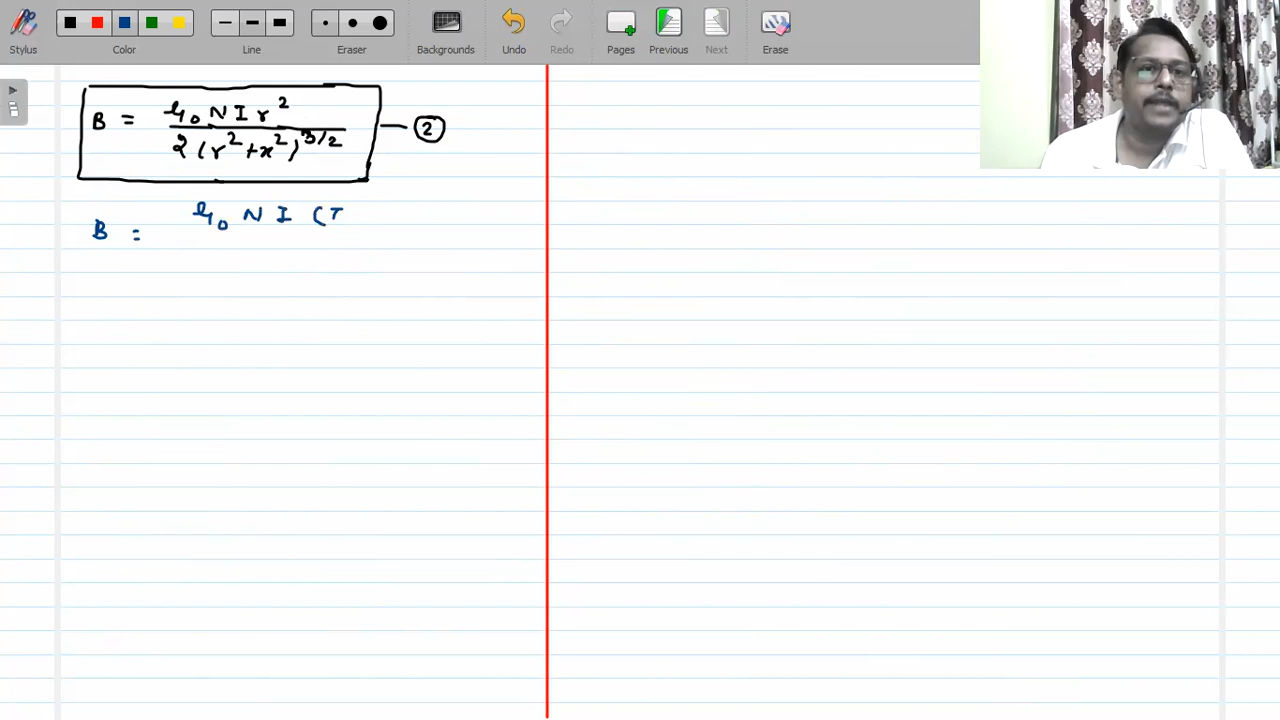 Stylus Color Line Eraser Backgrounds Undo Redo Pages Previous Next Erase
B = μ₀ N I r² / 2 (r² + x²)^3/2 — ②
B = μ₀ N I (π